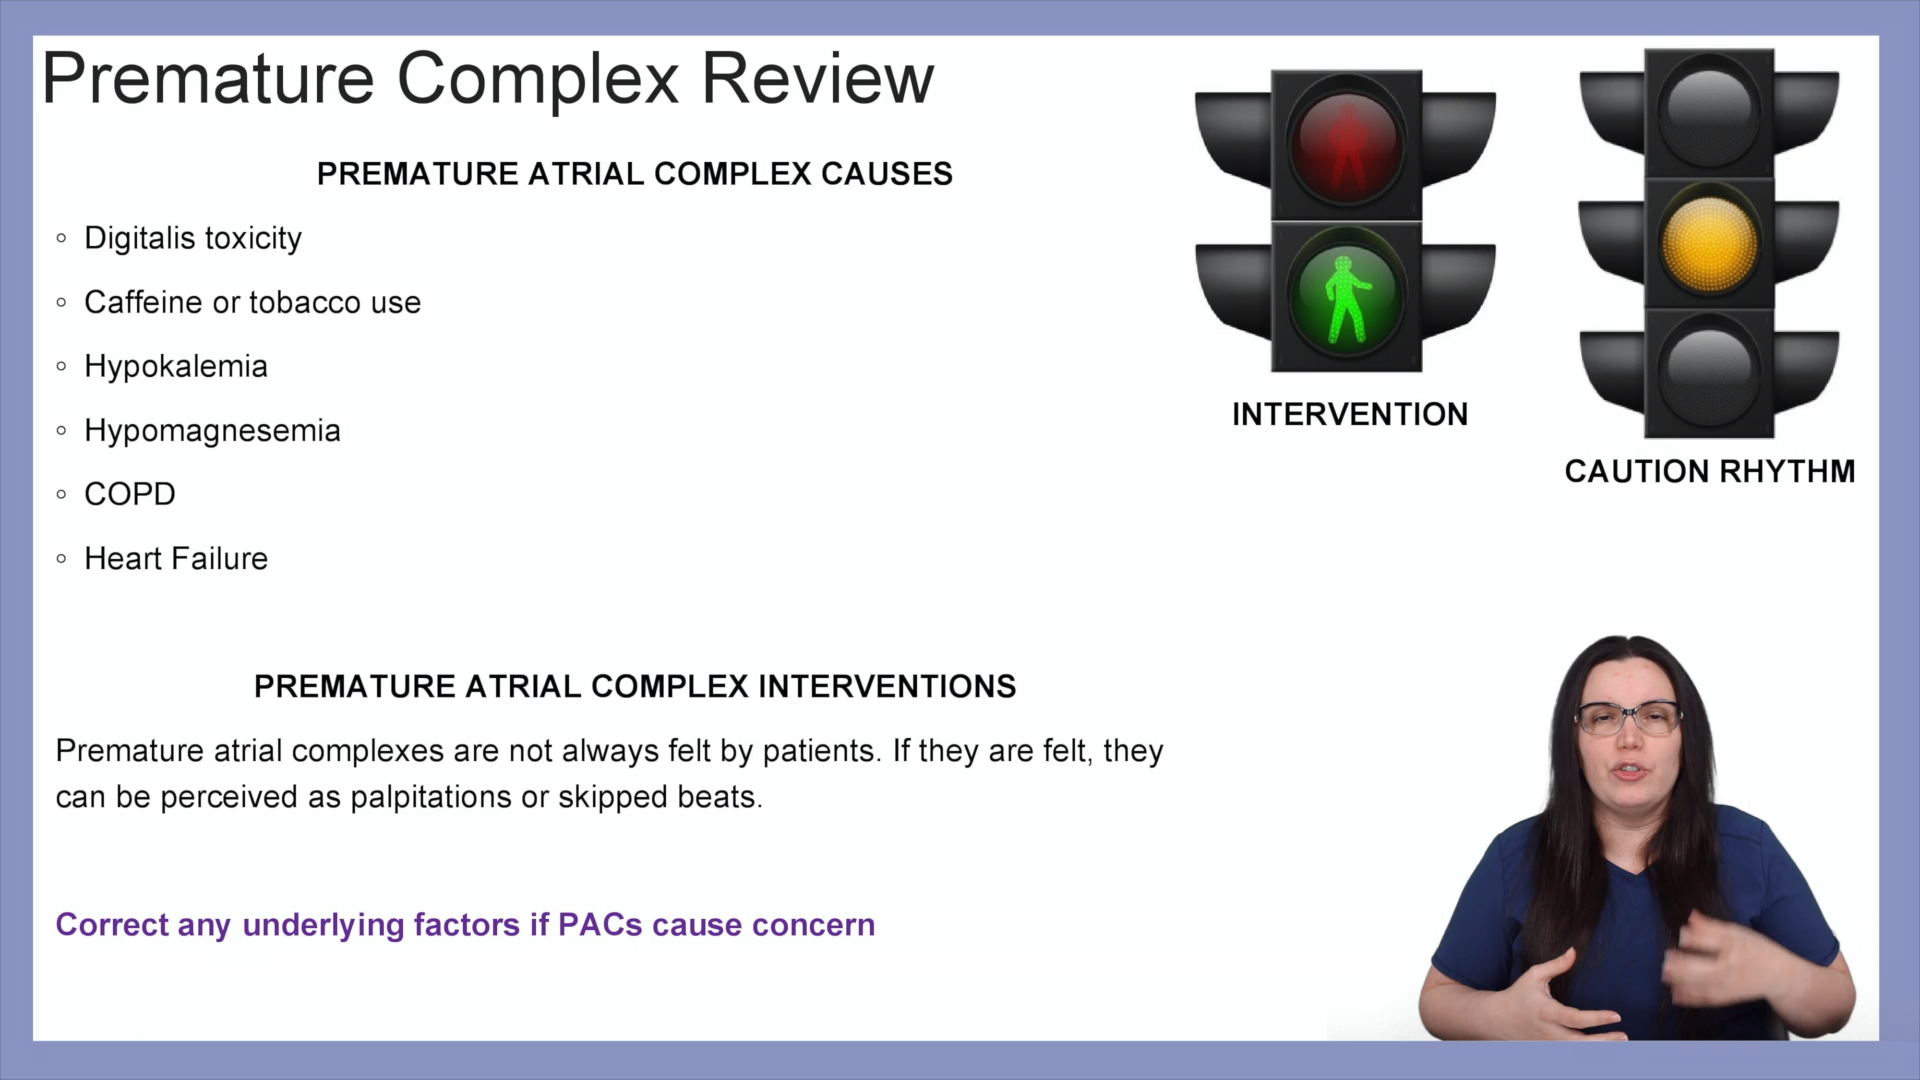 Premature Complex Review
PREMATURE ATRIAL COMPLEX CAUSES
◦ Digitalis toxicity
◦ Caffeine or tobacco use
◦ Hypokalemia
◦ Hypomagnesemia
◦ COPD
◦ Heart Failure
INTERVENTION
CAUTION RHYTHM
PREMATURE ATRIAL COMPLEX INTERVENTIONS
Premature atrial complexes are not always felt by patients. If they are felt, they
can be perceived as palpitations or skipped beats.
Correct any underlying factors if PACs cause concern